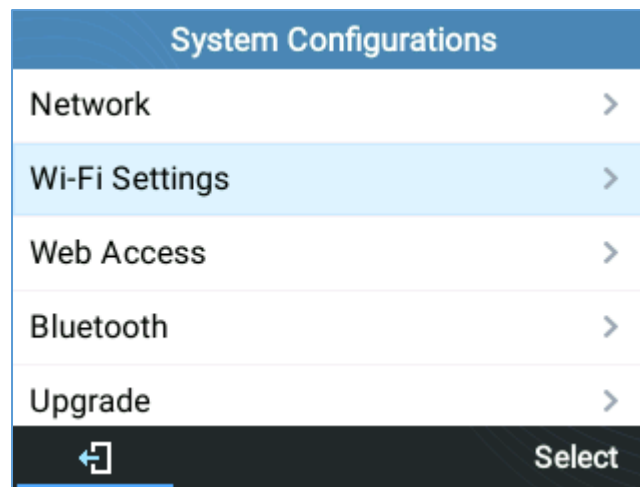 System Configurations
Network
Wi-Fi Settings
Web Access
Bluetooth
Upgrade
Select